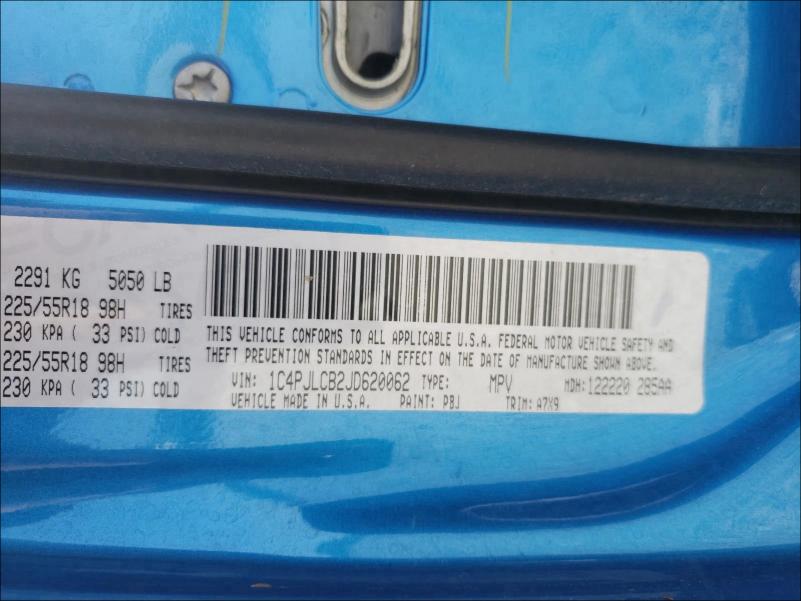 2291 KG 5050 LB
225/55R18 98H TIRES
230 KPA ( 33 PSI) COLD
225/55R18 98H TIRES
230 KPA ( 33 PSI) COLD
THIS VEHICLE CONFORMS TO ALL APPLICABLE U.S.A. FEDERAL MOTOR VEHICLE SAFETY AND
THEFT PREVENTION STANDARDS IN EFFECT ON THE DATE OF MANUFACTURE SHOWN ABOVE.
VIN: 1C4PJLCB2JD620062 TYPE: MPV MDH: 122220 285AA
VEHICLE MADE IN U.S.A. PAINT: PBJ TRIM: A7X9